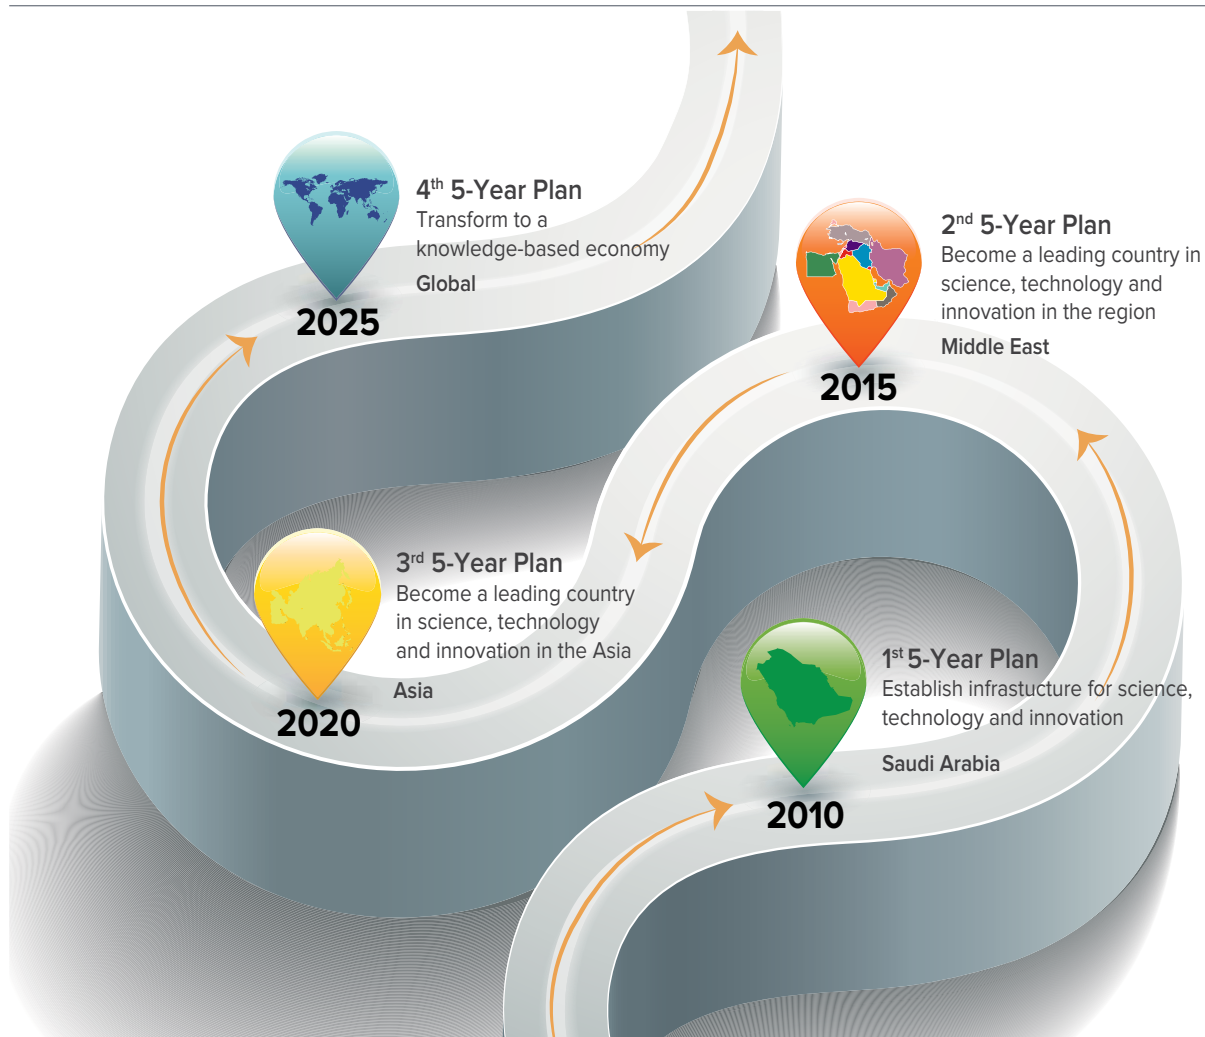 4th 5-Year Plan
Transform to a
knowledge-based economy
Global
2025
2nd 5-Year Plan
Become a leading country in
science, technology and
innovation in the region
Middle East
2015
3rd 5-Year Plan
Become a leading country
in science, technology
and innovation in the Asia
Asia
2020
1st 5-Year Plan
Establish infrastucture for science,
technology and innovation
Saudi Arabia
2010